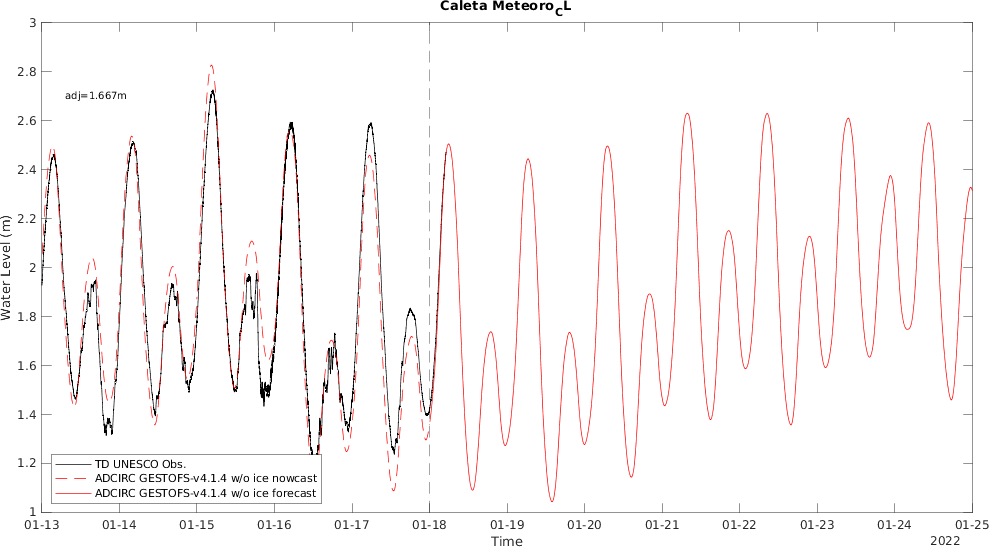 Caleta Meteoro_CL
adj=1.667m
Water Level (m)
3
2.8
2.6
2.4
2.2
2
1.8
1.6
1.4
1.2
1
TD UNESCO Obs.
ADCIRC GESTOFS-v4.1.4 w/o ice nowcast
ADCIRC GESTOFS-v4.1.4 w/o ice forecast
01-13 01-14 01-15 01-16 01-17 01-18 01-19 01-20 01-21 01-22 01-23 01-24 01-25
Time
2022